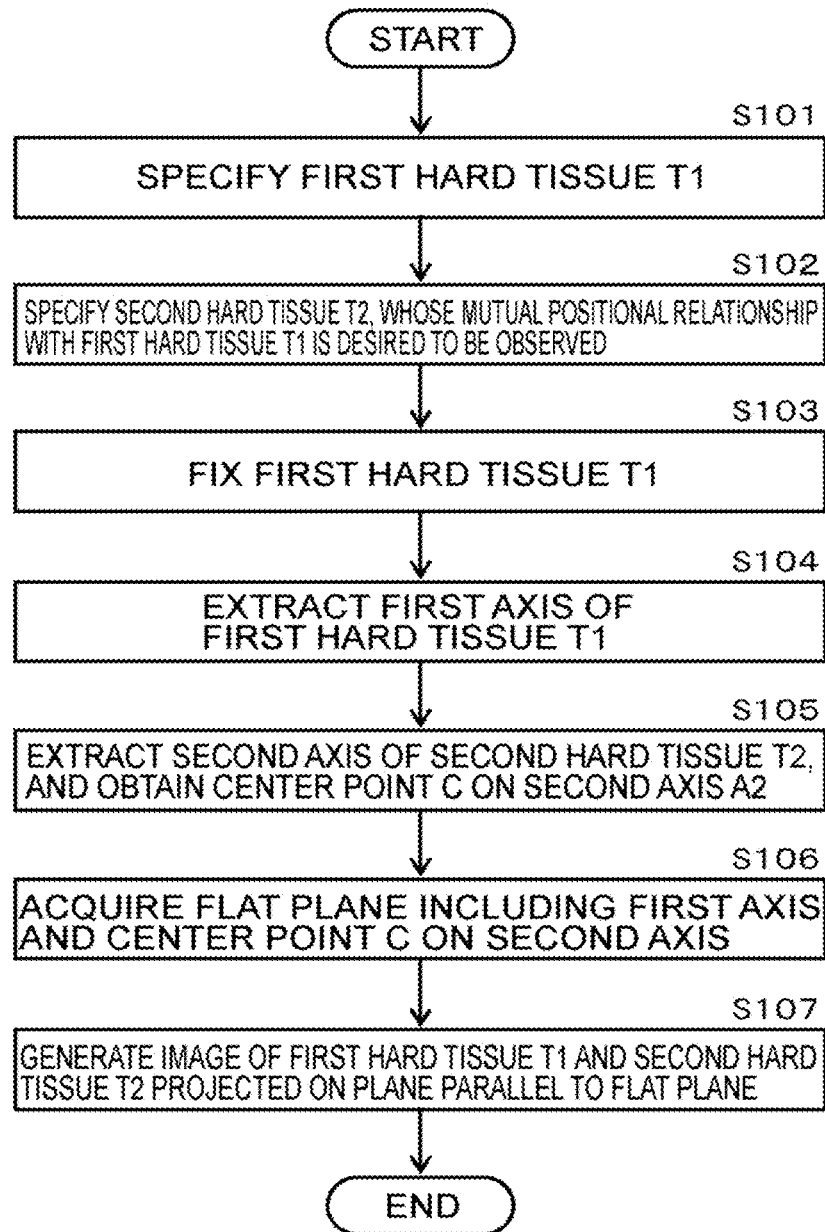 START
S101
SPECIFY FIRST HARD TISSUE T1
S102
SPECIFY SECOND HARD TISSUE T2, WHOSE MUTUAL POSITIONAL RELATIONSHIP
WITH FIRST HARD TISSUE T1 IS DESIRED TO BE OBSERVED
S103
FIX FIRST HARD TISSUE T1
S104
EXTRACT FIRST AXIS OF
FIRST HARD TISSUE T1
S105
EXTRACT SECOND AXIS OF SECOND HARD TISSUE T2,
AND OBTAIN CENTER POINT C ON SECOND AXIS A2
S106
ACQUIRE FLAT PLANE INCLUDING FIRST AXIS
AND CENTER POINT C ON SECOND AXIS
S107
GENERATE IMAGE OF FIRST HARD TISSUE T1 AND SECOND HARD
TISSUE T2 PROJECTED ON PLANE PARALLEL TO FLAT PLANE
END